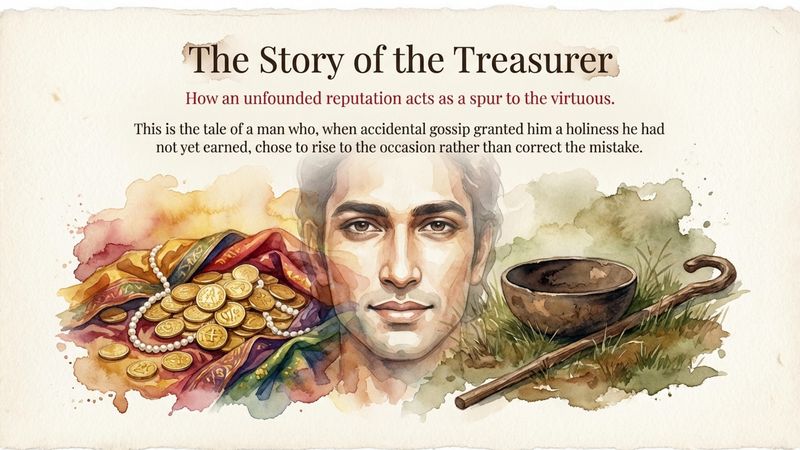 The Story of the Treasurer
How an unfounded reputation acts as a spur to the virtuous.
This is the tale of a man who, when accidental gossip granted him a holiness he had
not yet earned, chose to rise to the occasion rather than correct the mistake.